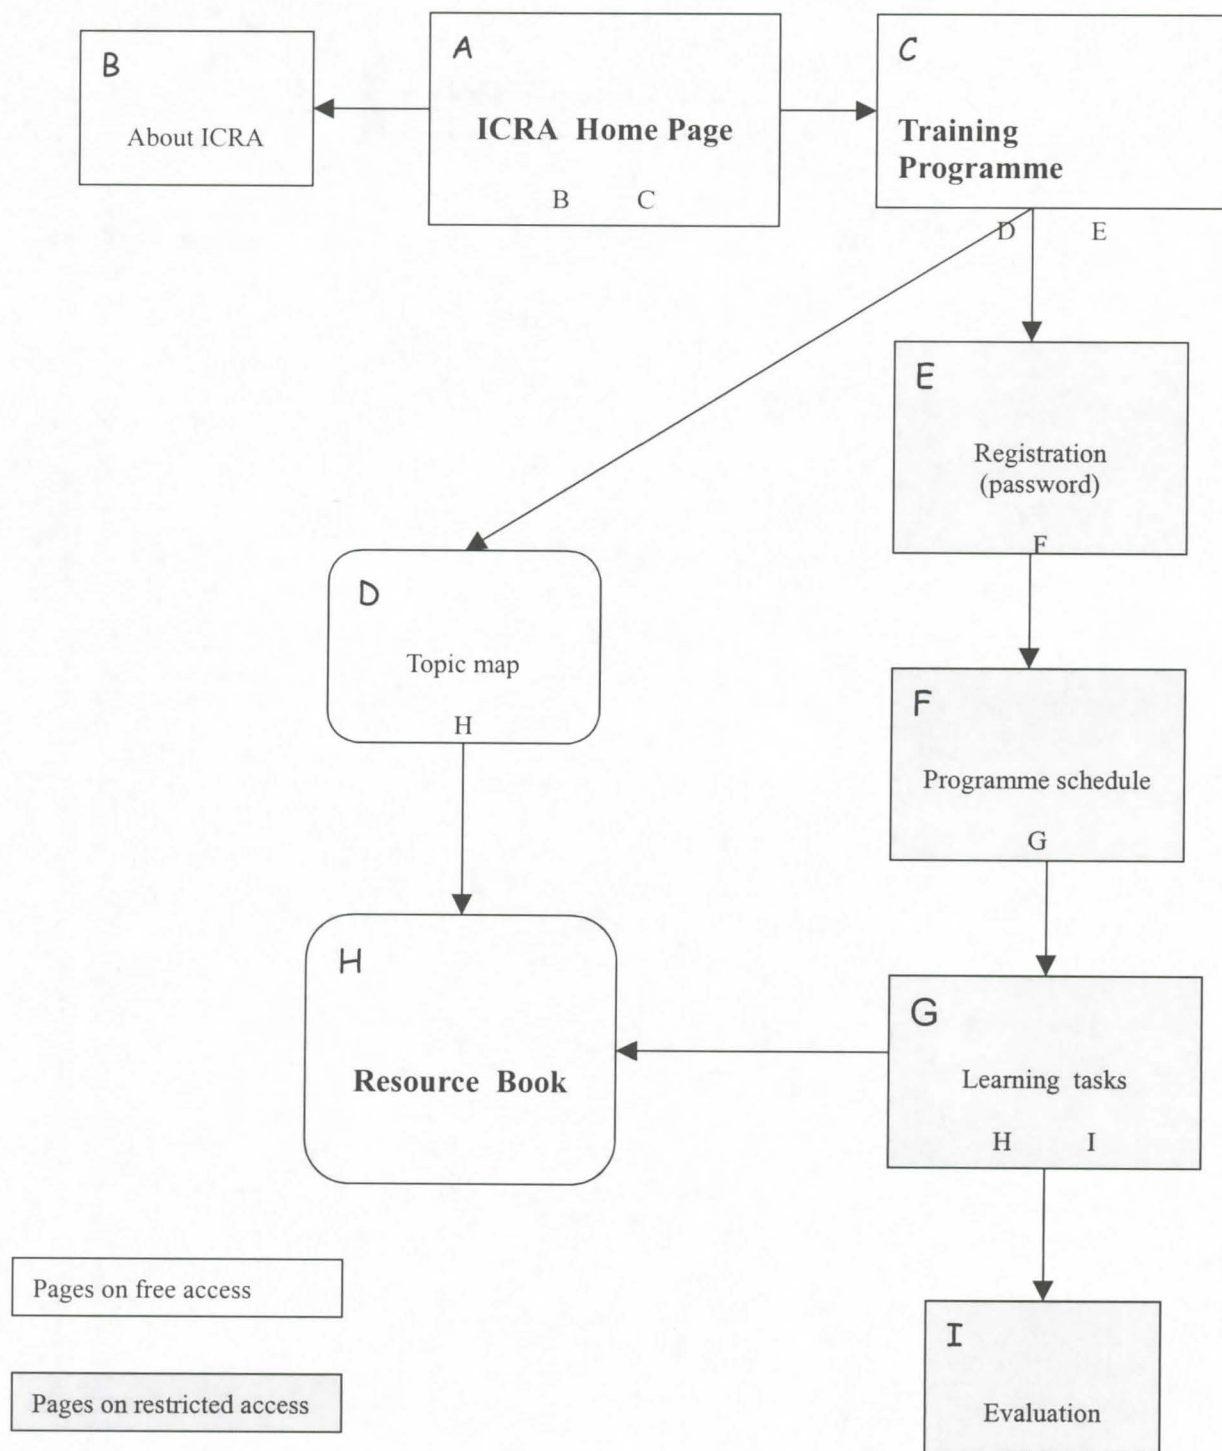 B
About ICRA
A
ICRA Home Page
B C
C
Training
Programme
D E
E
Registration
(password)
F
D
Topic map
H
F
Programme schedule
G
H
Resource Book
G
Learning tasks
H I
I
Evaluation
Pages on free access
Pages on restricted access